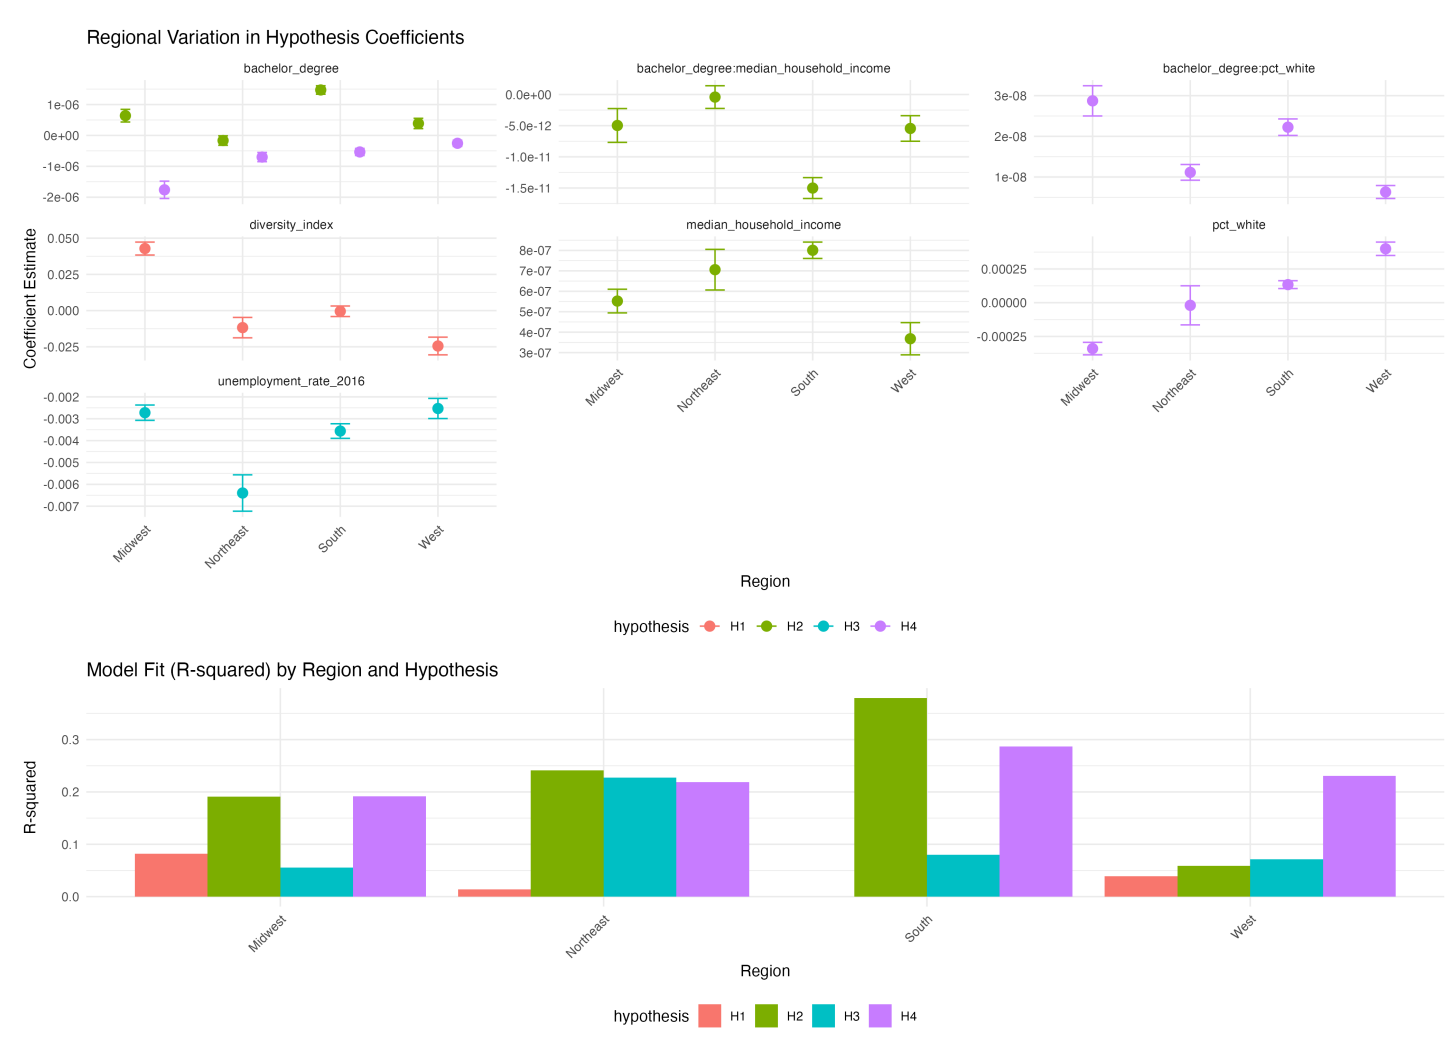 Regional Variation in Hypothesis Coefficients
bachelor_degree
bachelor_degree:median_household_income
bachelor_degree:pct_white
1e-06
0e+00
-1e-06
-2e-06
0.0e+00
-5.0e-12
-1.0e-11
-1.5e-11
3e-08
2e-08
1e-08
diversity_index
median_household_income
pct_white
0.050
0.025
0.000
-0.025
8e-07
7e-07
6e-07
5e-07
4e-07
3e-07
0.00025
0.00000
-0.00025
Midwest
Northeast
South
West
Midwest
Northeast
South
West
unemployment_rate_2016
-0.002
-0.003
-0.004
-0.005
-0.006
-0.007
Midwest
Northeast
South
West
Coefficient Estimate
Region
hypothesis H1 H2 H3 H4
Model Fit (R-squared) by Region and Hypothesis
R-squared
0.3
0.2
0.1
0.0
Midwest
Northeast
South
West
Region
hypothesis H1 H2 H3 H4